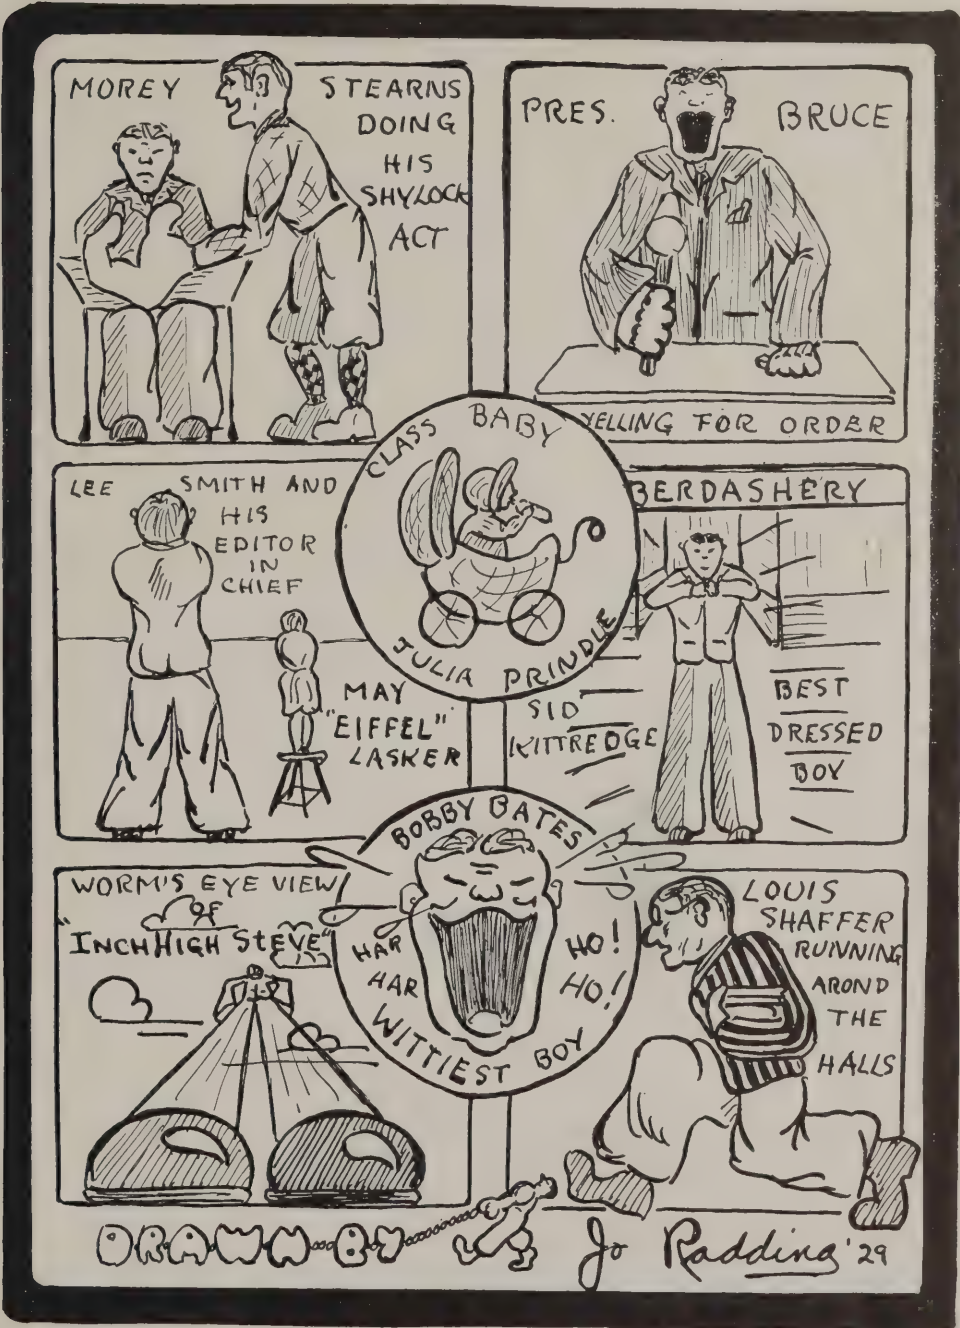 MOREY STEARNS
DOING
HIS
SHYLOCK
ACT
PRES. BRUCE
YELLING FOR ORDER
CLASS BABY
JULIA PRINDLE
LEE SMITH AND
HIS
EDITOR
IN
CHIEF
MAY
"EIFFEL"
LASKER
BERDASHERY
SID
KITTREDGE
BEST
DRESSED
BOY
BOBBY BATES
HAR
HAR
HO!
HO!
WITTIEST BOY
WORM'S EYE VIEW
OF
"INCH HIGH STEVE"
LOUIS
SHAFFER
RUNNING
AROND
THE
HALLS
DRAWN BY
Jo Radding '29